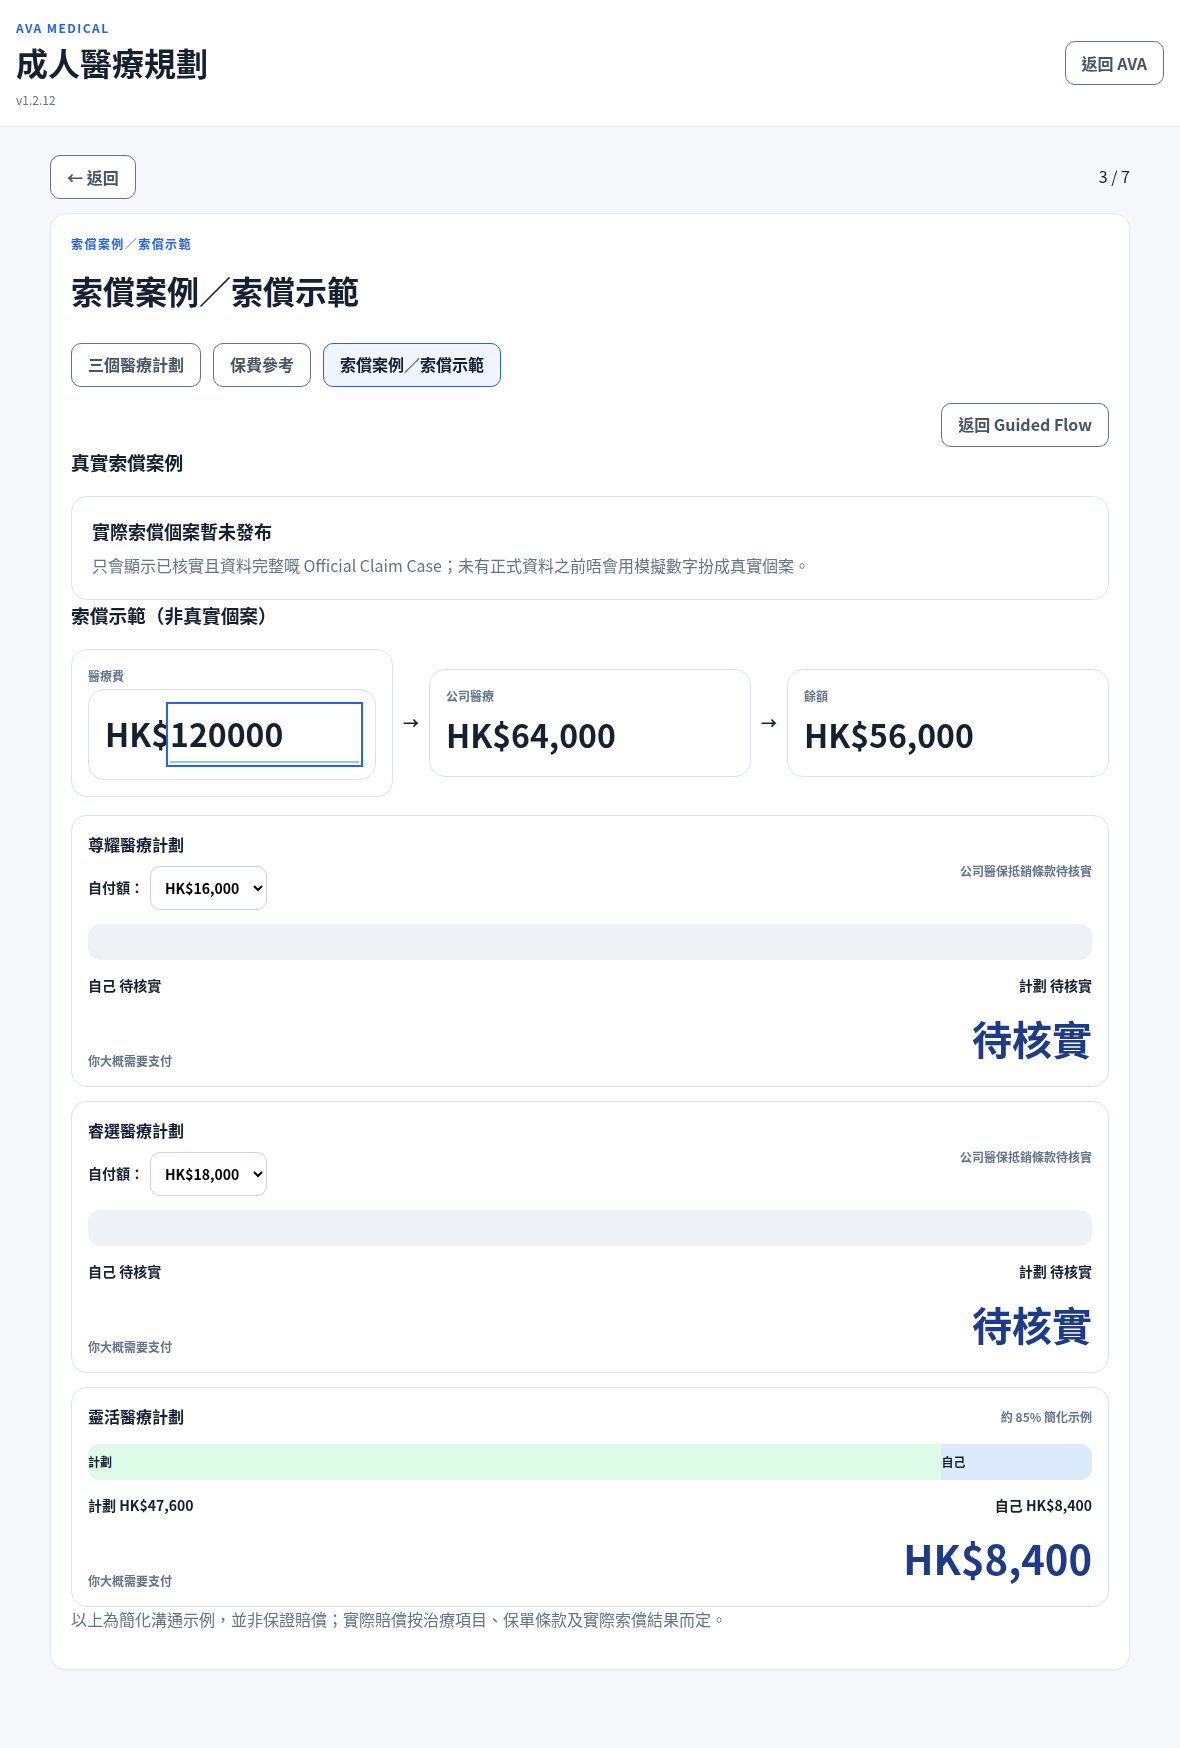 AVA MEDICAL
成人醫療規劃
v1.2.12
返回 AVA
← 返回
3 / 7
索償案例／索償示範
索償案例／索償示範
三個醫療計劃
保費參考
索償案例／索償示範
返回 Guided Flow
真實索償案例
實際索償個案暫未發布
只會顯示已核實且資料完整嘅 Official Claim Case；未有正式資料之前唔會用模擬數字扮成真實個案。
索償示範（非真實個案）
醫療費
HK$120000
→
公司醫療
HK$64,000
→
餘額
HK$56,000
尊耀醫療計劃
自付額： HK$16,000
公司醫保抵銷條款待核實
自己 待核實
計劃 待核實
待核實
你大概需要支付
睿選醫療計劃
自付額： HK$18,000
公司醫保抵銷條款待核實
自己 待核實
計劃 待核實
待核實
你大概需要支付
靈活醫療計劃
約 85% 簡化示例
計劃
自己
計劃 HK$47,600
自己 HK$8,400
HK$8,400
你大概需要支付
以上為簡化溝通示例，並非保證賠償；實際賠償按治療項目、保單條款及實際索償結果而定。